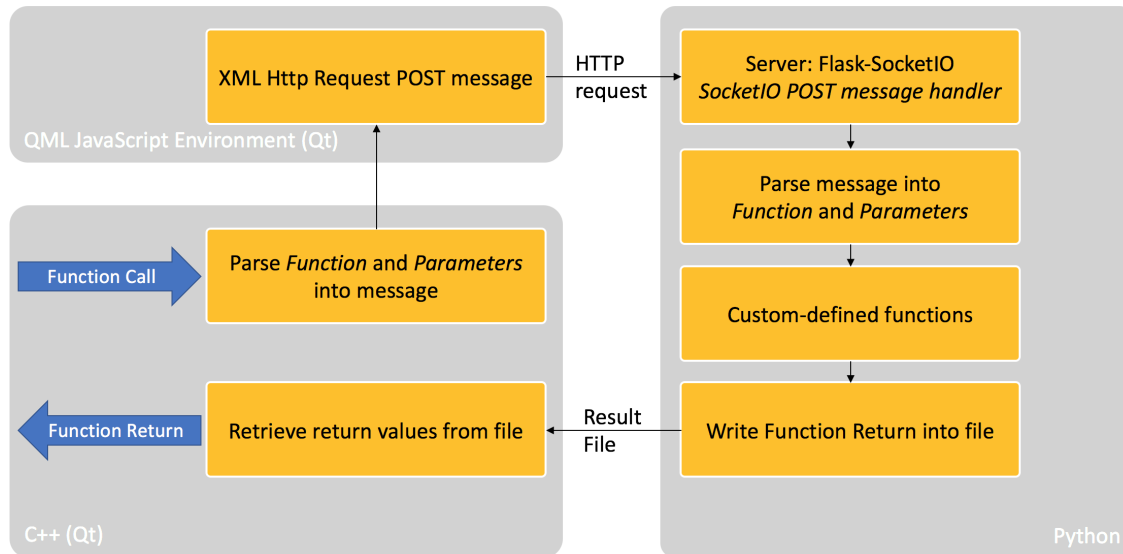 XML Http Request POST message
QML JavaScript Environment (Qt)
HTTP
request
Server: Flask-SocketIO
SocketIO POST message handler
Parse message into
Function and Parameters
Custom-defined functions
Write Function Return into file
Python
Function Call
Parse Function and Parameters
into message
Result
File
Function Return
Retrieve return values from file
C++ (Qt)